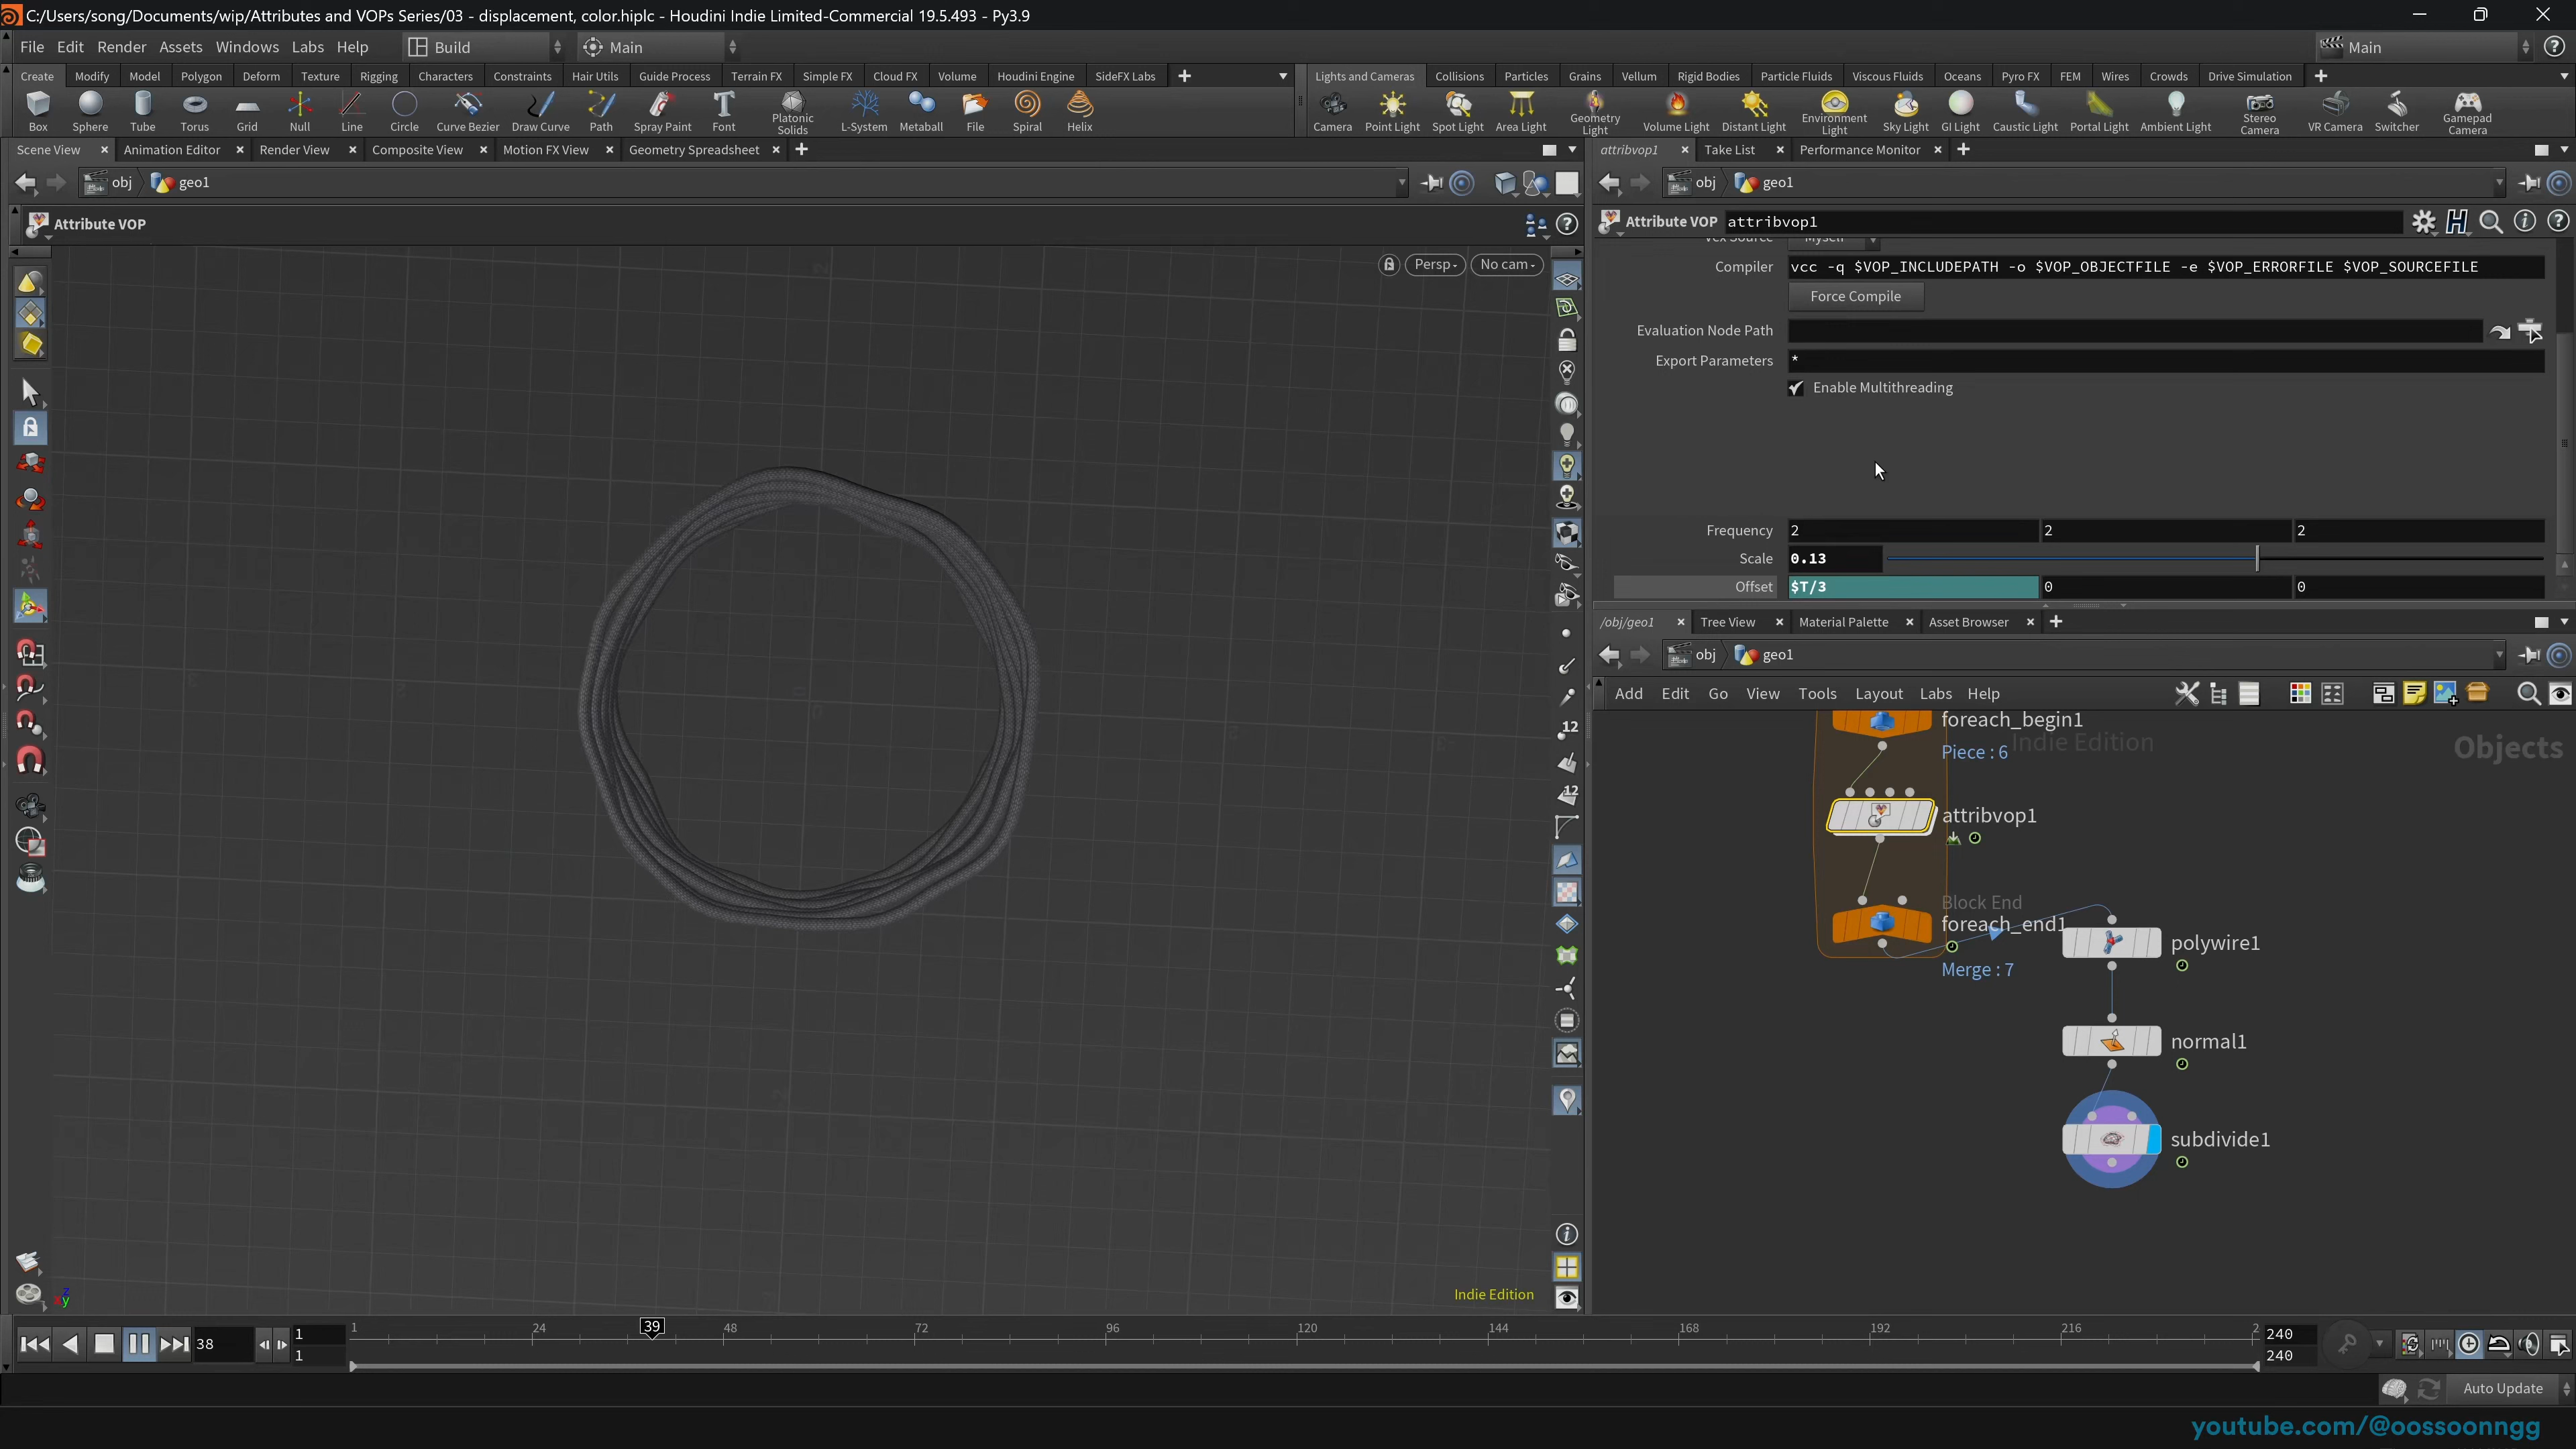 C:/Users/song/Documents/wip/Attributes and VOPs Series/03 - displacement, color.hiplc - Houdini Indie Limited-Commercial 19.5.493 - Py3.9
File Edit Render Assets Windows Labs Help Build Main Main
Create Modify Model Polygon Deform Texture Rigging Characters Constraints Hair Utils Guide Process Terrain FX Simple FX Cloud FX Volume Houdini Engine SideFX Labs
Lights and Cameras Collisions Particles Grains Vellum Rigid Bodies Particle Fluids Viscous Fluids Oceans Pyro FX FEM Wires Crowds Drive Simulation
Box Sphere Tube Torus Grid Null Line Circle Curve Bezier Draw Curve Path Spray Paint Font Platonic Solids L-System Metaball File Spiral Helix
Camera Point Light Spot Light Area Light Geometry Light Volume Light Distant Light Environment Light Sky Light GI Light Caustic Light Portal Light Ambient Light Stereo Camera VR Camera Switcher Gamepad Camera
Scene View Animation Editor Render View Composite View Motion FX View Geometry Spreadsheet
attribvop1 Take List Performance Monitor
obj geo1
obj geo1
Attribute VOP
Attribute VOP attribvop1
Persp No cam
Vex Source Myself
Compiler vcc -q $VOP_INCLUDEPATH -o $VOP_OBJECTFILE -e $VOP_ERRORFILE $VOP_SOURCEFILE
Force Compile
Evaluation Node Path
Export Parameters *
Enable Multithreading
Frequency 2 2 2
Scale 0.13
Offset $T/3 0 0
/obj/geo1 Tree View Material Palette Asset Browser
obj geo1
Add Edit Go View Tools Layout Labs Help
foreach_begin1
Indie Edition
Objects
Piece : 6
attribvop1
Block End
foreach_end1
Merge : 7
polywire1
normal1
subdivide1
12
12
Indie Edition
38 1 1
1 24 39 48 72 96 120 144 168 192 216 2
240 240
Auto Update
youtube.com/@oossoonngg